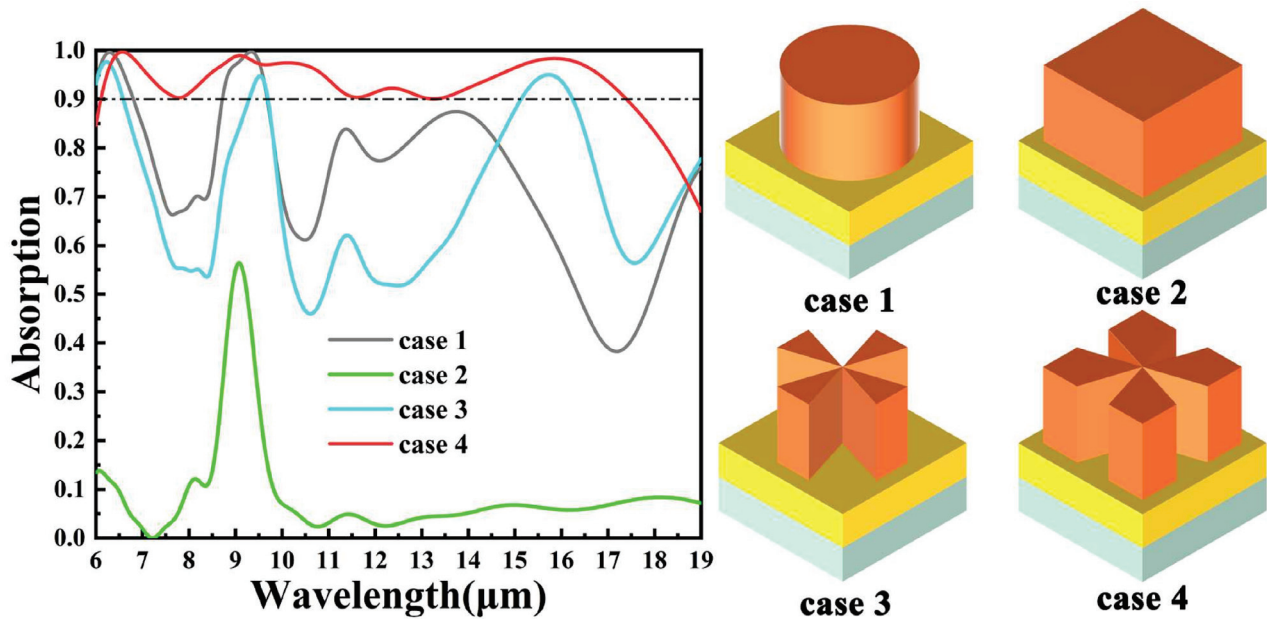 Absorption
1.0
0.9
0.8
0.7
0.6
0.5
0.4
0.3
0.2
0.1
0.0
case 1
case 2
case 3
case 4
6 7 8 9 10 11 12 13 14 15 16 17 18 19
Wavelength(μm)
case 1
case 2
case 3
case 4